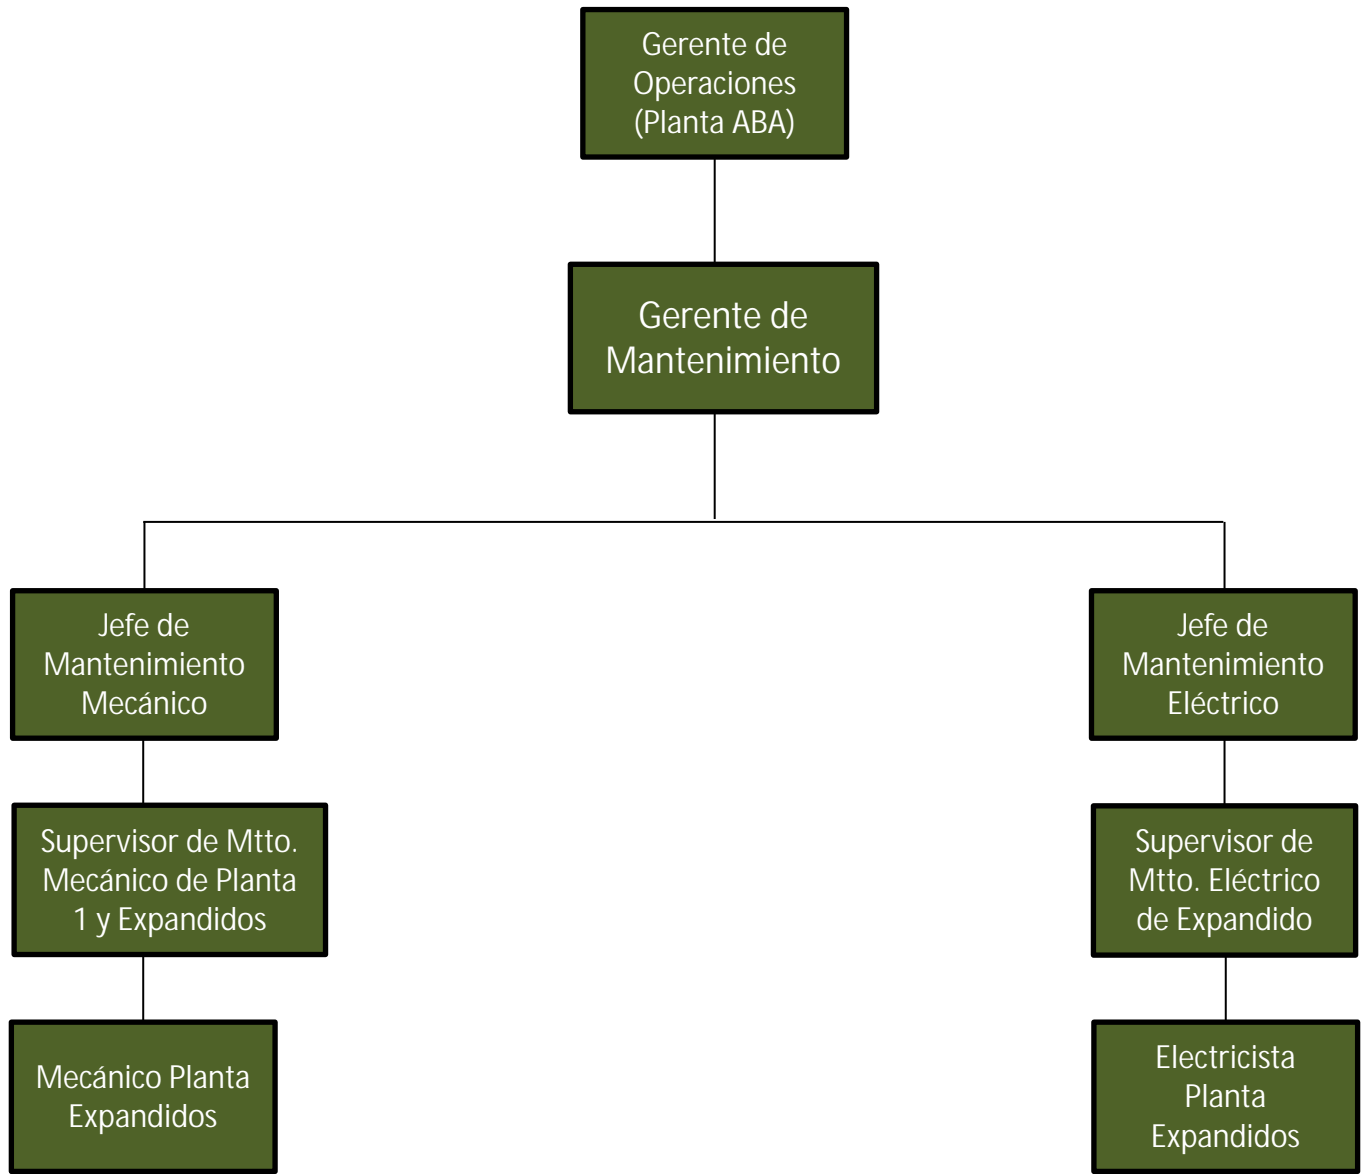 Gerente de
Operaciones
(Planta ABA)
Gerente de
Mantenimiento
Jefe de
Mantenimiento
Mecánico
Jefe de
Mantenimiento
Eléctrico
Supervisor de Mtto.
Mecánico de Planta
1 y Expandidos
Supervisor de
Mtto. Eléctrico
de Expandido
Mecánico Planta
Expandidos
Electricista
Planta
Expandidos